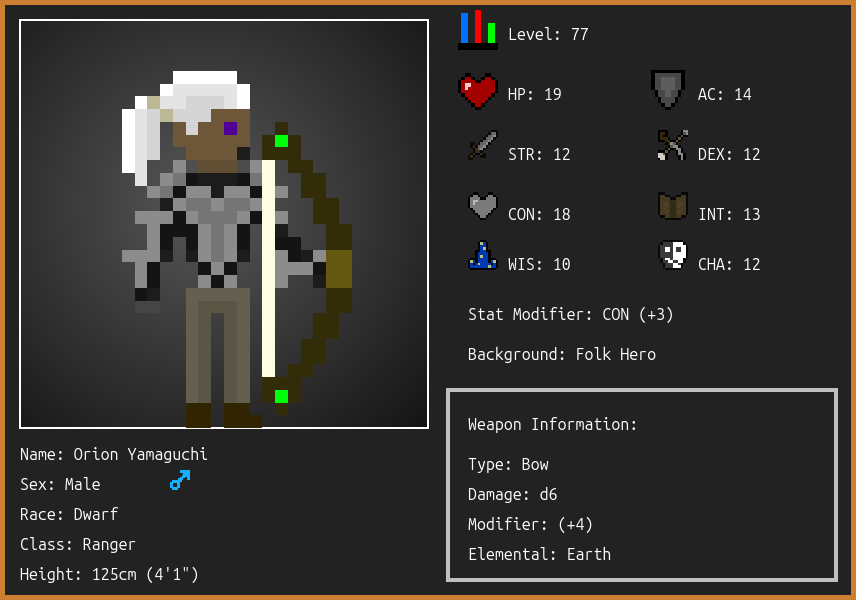 Level: 77
HP: 19
AC: 14
STR: 12
DEX: 12
CON: 18
INT: 13
WIS: 10
CHA: 12
Stat Modifier: CON (+3)
Background: Folk Hero
Weapon Information:
Type: Bow
Damage: d6
Modifier: (+4)
Elemental: Earth
Name: Orion Yamaguchi
Sex: Male
Race: Dwarf
Class: Ranger
Height: 125cm (4'1")